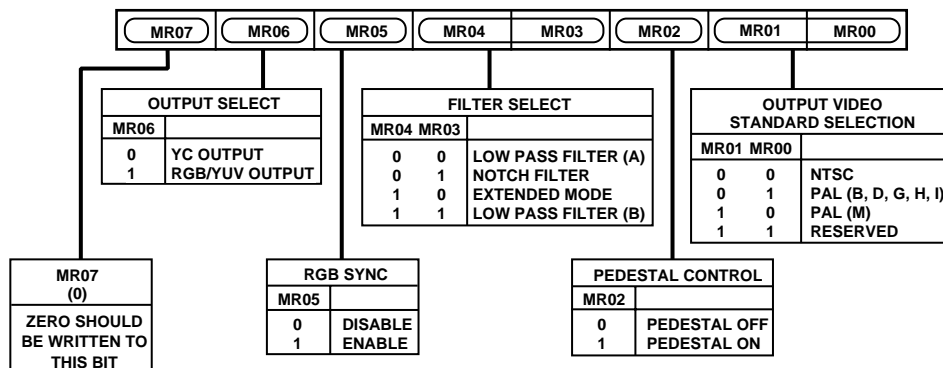 MR07 MR06 MR05 MR04 MR03 MR02 MR01 MR00
OUTPUT SELECT
MR06
0 YC OUTPUT
1 RGB/YUV OUTPUT
FILTER SELECT
MR04 MR03
0 0 LOW PASS FILTER (A)
0 1 NOTCH FILTER
1 0 EXTENDED MODE
1 1 LOW PASS FILTER (B)
OUTPUT VIDEO
STANDARD SELECTION
MR01 MR00
0 0 NTSC
0 1 PAL (B, D, G, H, I)
1 0 PAL (M)
1 1 RESERVED
MR07
(0)
ZERO SHOULD
BE WRITTEN TO
THIS BIT
RGB SYNC
MR05
0 DISABLE
1 ENABLE
PEDESTAL CONTROL
MR02
0 PEDESTAL OFF
1 PEDESTAL ON